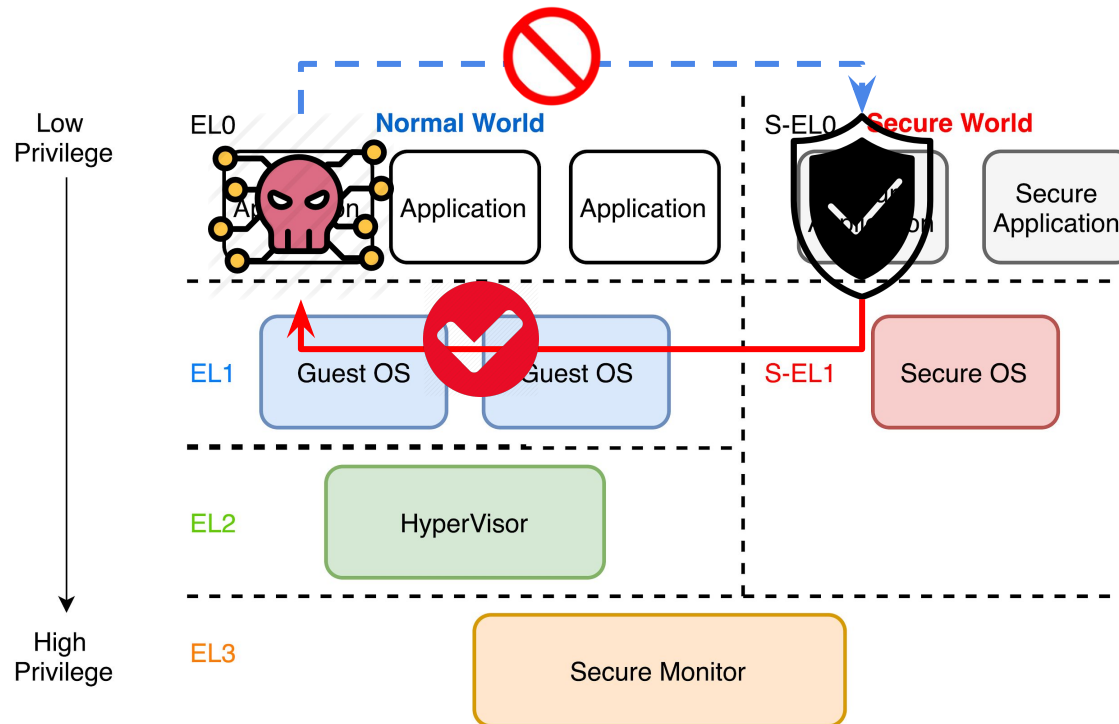 Low
Privilege
EL0
Normal World
S-EL0
Secure World
Application
Application
Application
Secure
Application
EL1
Guest OS
Guest OS
S-EL1
Secure OS
EL2
HyperVisor
High
Privilege
EL3
Secure Monitor